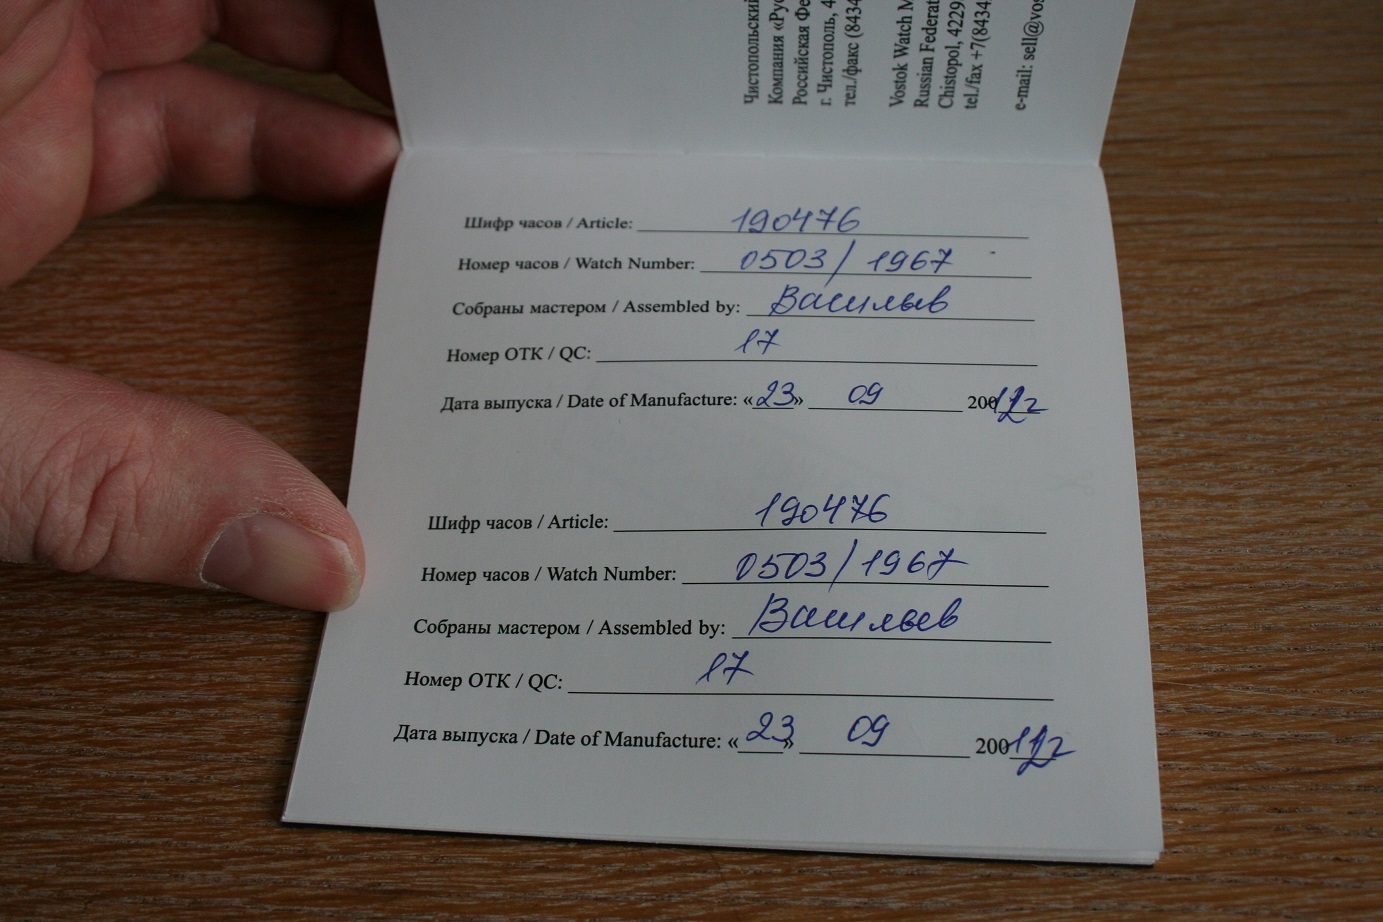 Чистопольский
Компания «Рус
Российская Фе
г. Чистополь, 4
тел./факс (8434
Vostok Watch M
Russian Federat
Chistopol, 4229
tel./fax +7(8434
e-mail: sell@vos
Шифр часов / Article: 190476
Номер часов / Watch Number: 0503/1967
Собраны мастером / Assembled by: Васильев
Номер ОТК / QC: 17
Дата выпуска / Date of Manufacture: «23» 09
Шифр часов / Article: 190476
Номер часов / Watch Number: 0503/1967
Собраны мастером / Assembled by: Васильев
Номер ОТК / QC: 17
Дата выпуска / Date of Manufacture: «23» 09